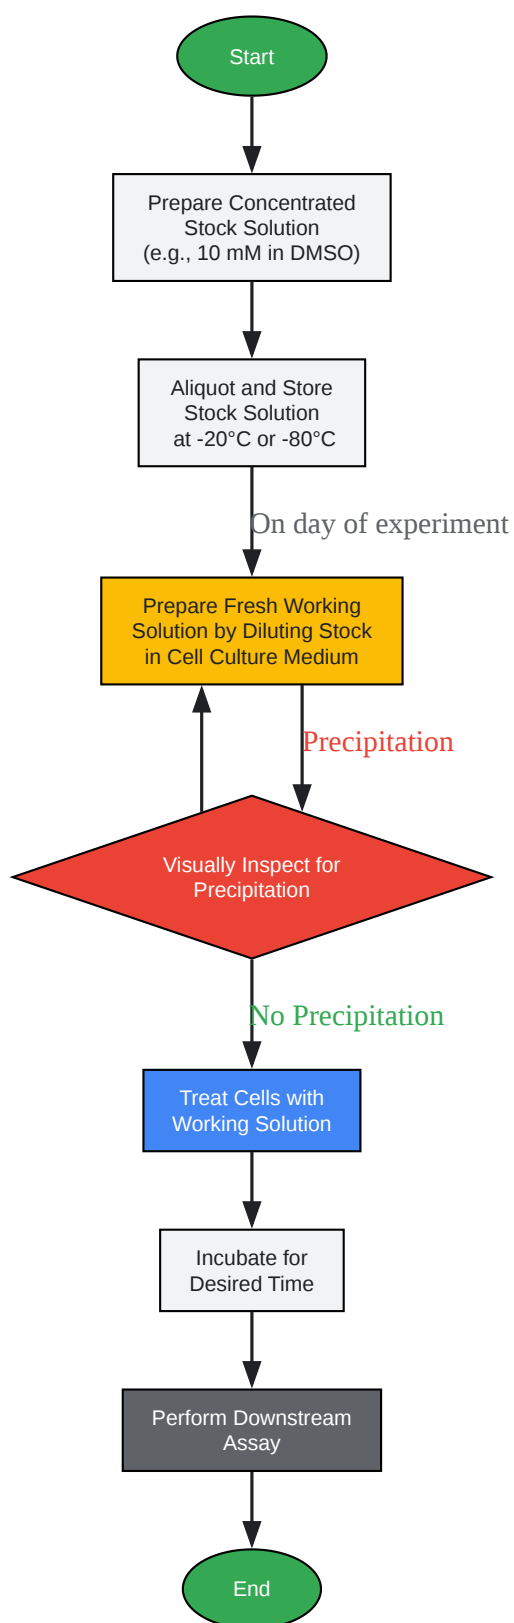 Start
Prepare Concentrated
Stock Solution
(e.g., 10 mM in DMSO)
Aliquot and Store
Stock Solution
at -20°C or -80°C
On day of experiment
Prepare Fresh Working
Solution by Diluting Stock
in Cell Culture Medium
Precipitation
Visually Inspect for
Precipitation
No Precipitation
Treat Cells with
Working Solution
Incubate for
Desired Time
Perform Downstream
Assay
End